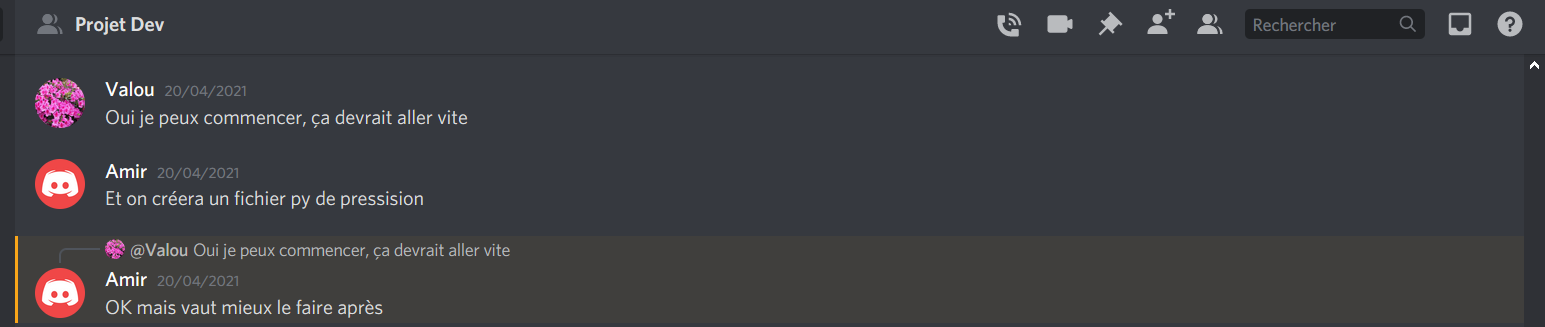 Projet Dev
Rechercher
Valou 20/04/2021
Oui je peux commencer, ça devrait aller vite
Amir 20/04/2021
Et on créera un fichier py de pressision
@Valou Oui je peux commencer, ça devrait aller vite
Amir 20/04/2021
OK mais vaut mieux le faire après